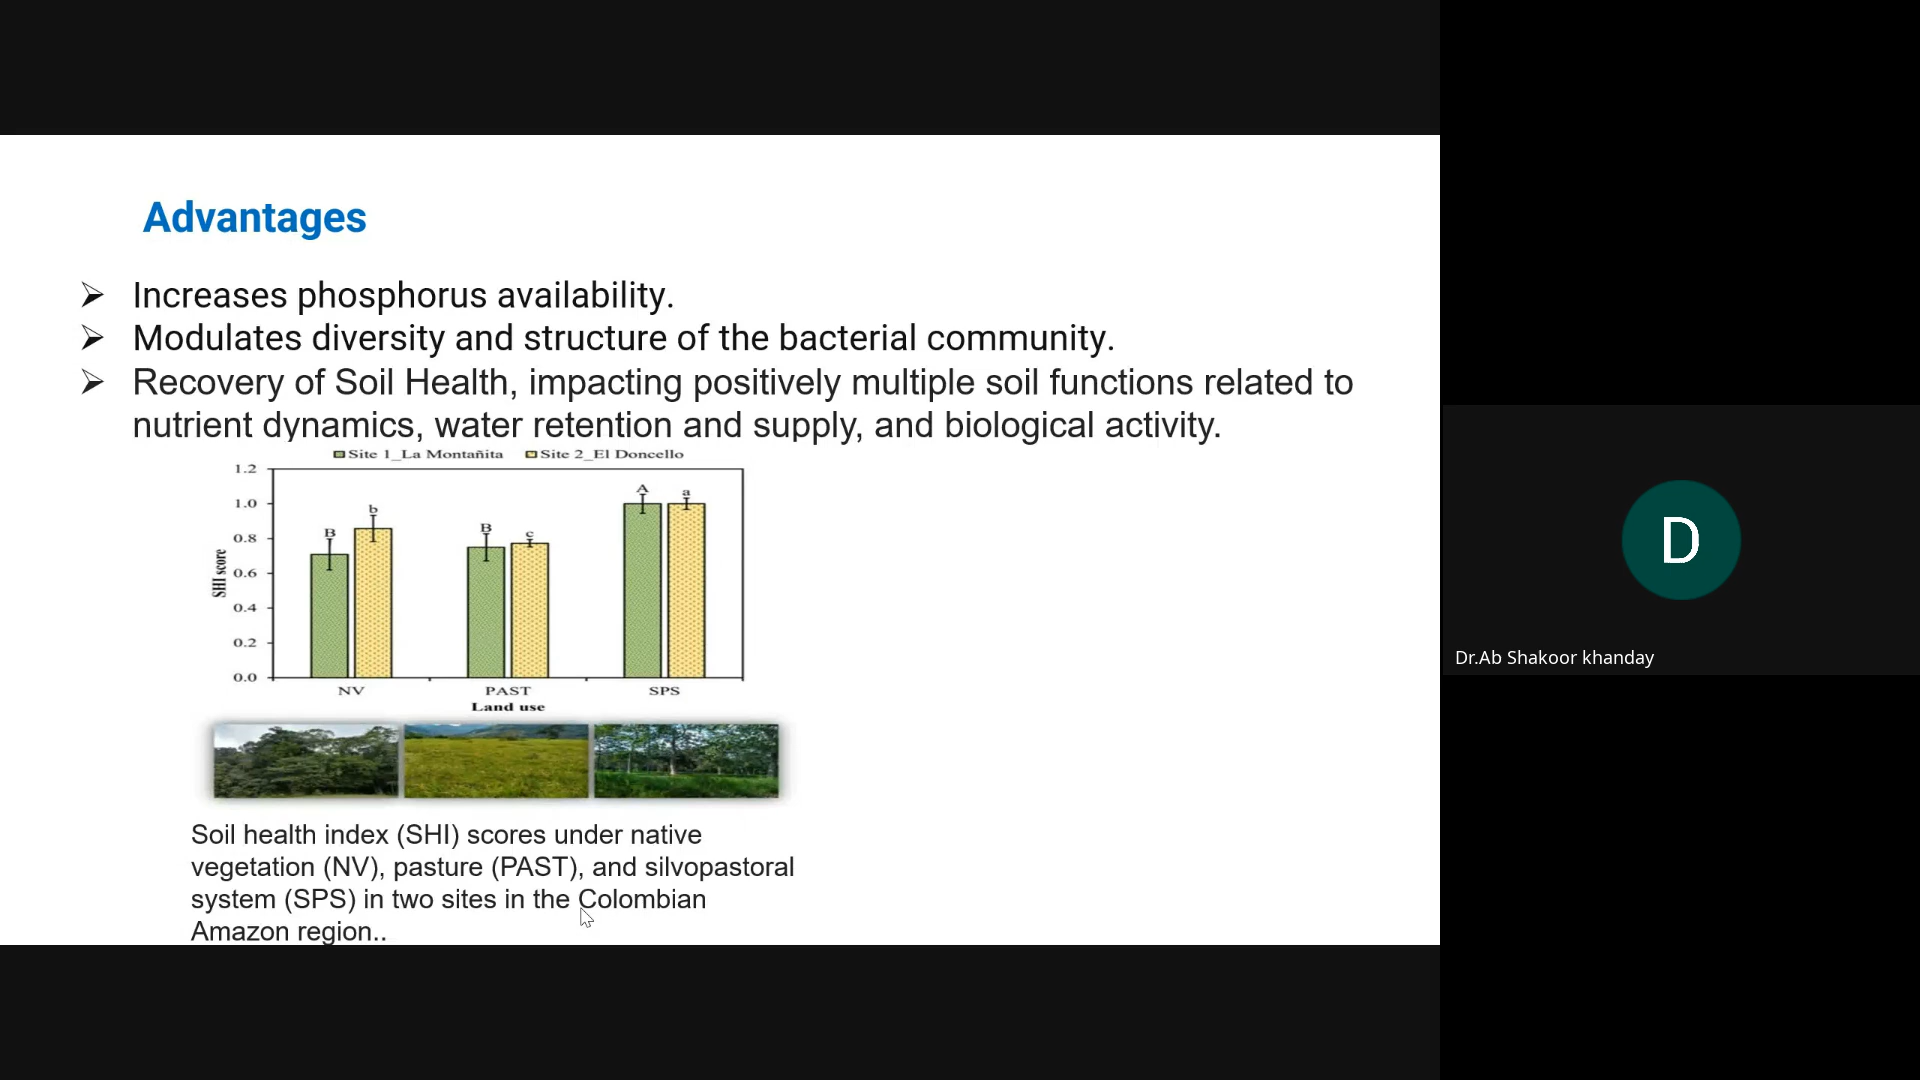 Advantages
➢ Increases phosphorus availability.
➢ Modulates diversity and structure of the bacterial community.
➢ Recovery of Soil Health, impacting positively multiple soil functions related to
nutrient dynamics, water retention and supply, and biological activity.
Site 1_La Montañita Site 2_El Doncello
1.2
1.0
0.8
0.6
0.4
0.2
0.0
SHI score
B b B c A a
NV PAST SPS
Land use
Soil health index (SHI) scores under native
vegetation (NV), pasture (PAST), and silvopastoral
system (SPS) in two sites in the Colombian
Amazon region..
D
Dr.Ab Shakoor khanday